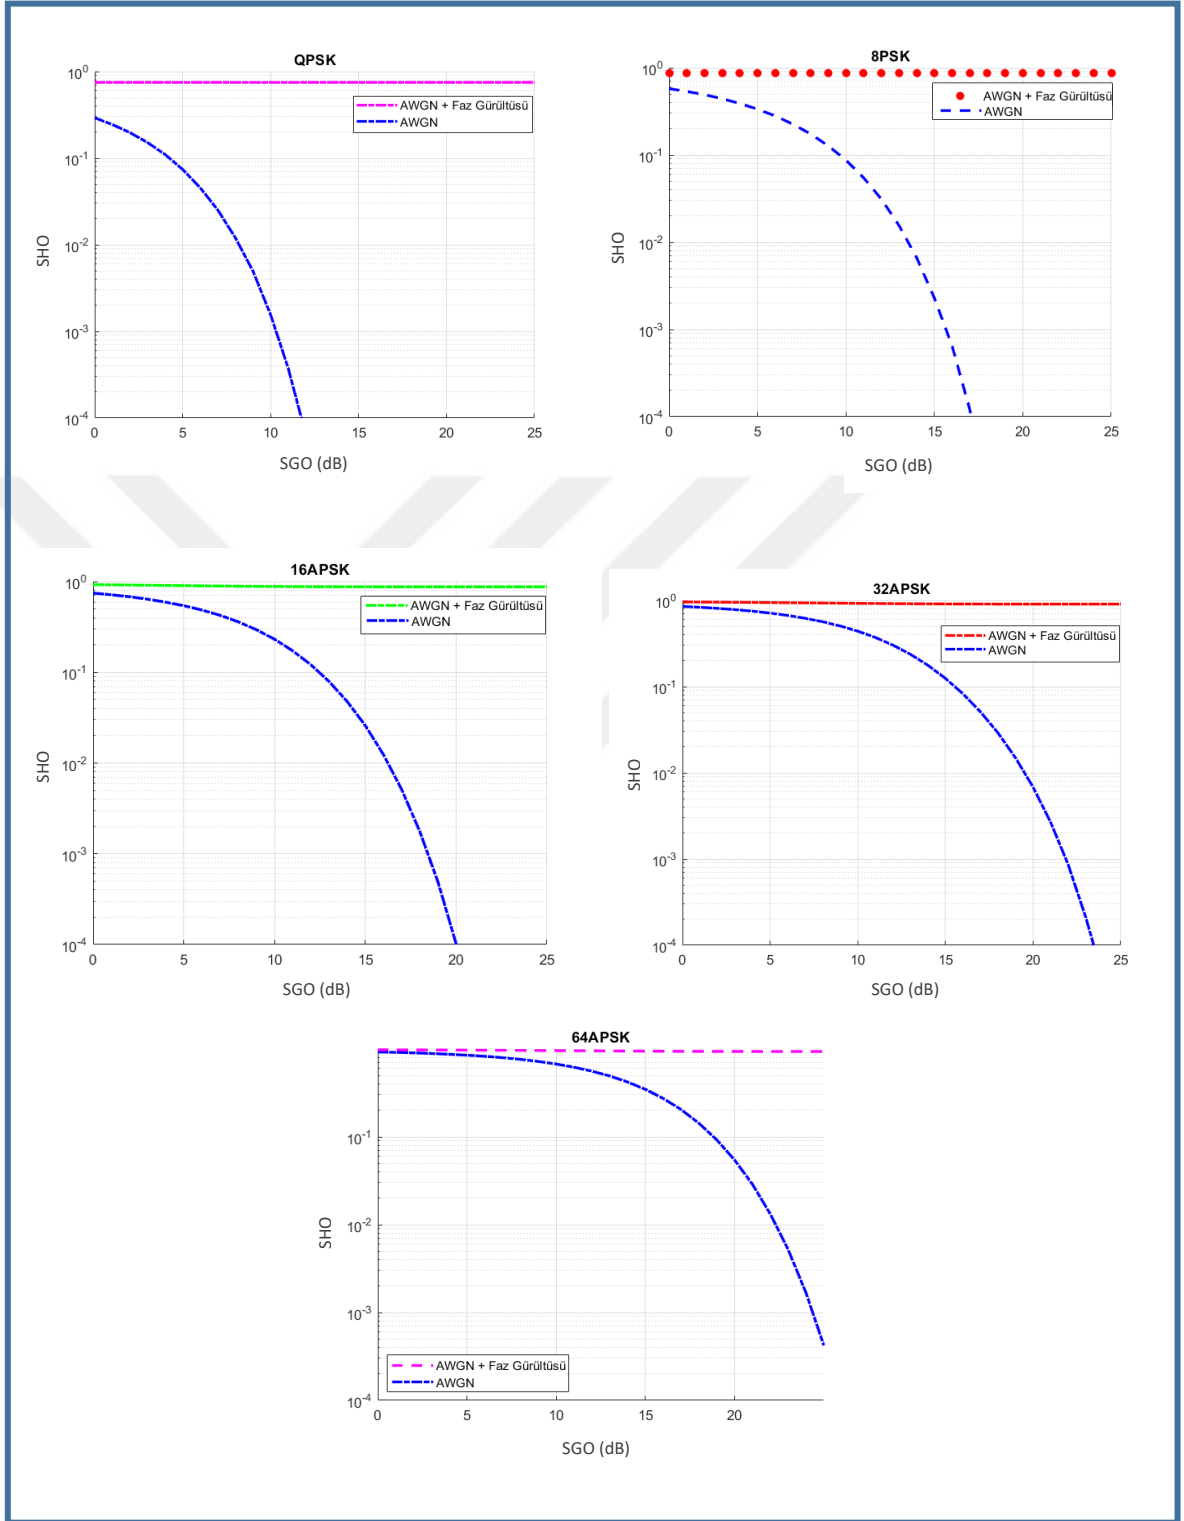 QPSK
10^0
10^-1
10^-2
10^-3
10^-4
SHO
AWGN + Faz Gürültüsü
AWGN
0 5 10 15 20 25
SGO (dB)
8PSK
10^0
10^-1
10^-2
10^-3
10^-4
SHO
AWGN + Faz Gürültüsü
AWGN
0 5 10 15 20 25
SGO (dB)
16APSK
10^0
10^-1
10^-2
10^-3
10^-4
SHO
AWGN + Faz Gürültüsü
AWGN
0 5 10 15 20 25
SGO (dB)
32APSK
10^0
10^-1
10^-2
10^-3
10^-4
SHO
AWGN + Faz Gürültüsü
AWGN
0 5 10 15 20 25
SGO (dB)
64APSK
10^-1
10^-2
10^-3
10^-4
SHO
AWGN + Faz Gürültüsü
AWGN
0 5 10 15 20
SGO (dB)